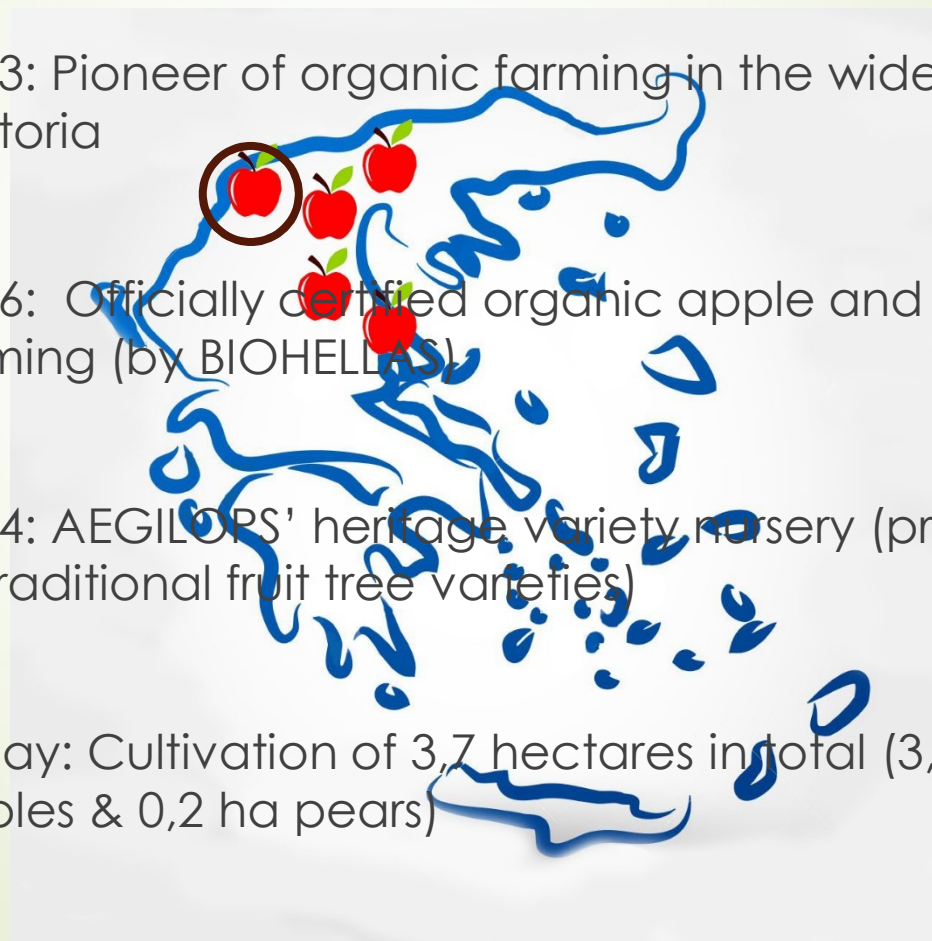 3: Pioneer of organic farming in the wide
toria
6: Officially certified organic apple and
ming (by BIOHELLAS)
4: AEGILOPS’ heritage variety nursery (pr
raditional fruit tree varieties)
ay: Cultivation of 3,7 hectares in total (3,
ples & 0,2 ha pears)